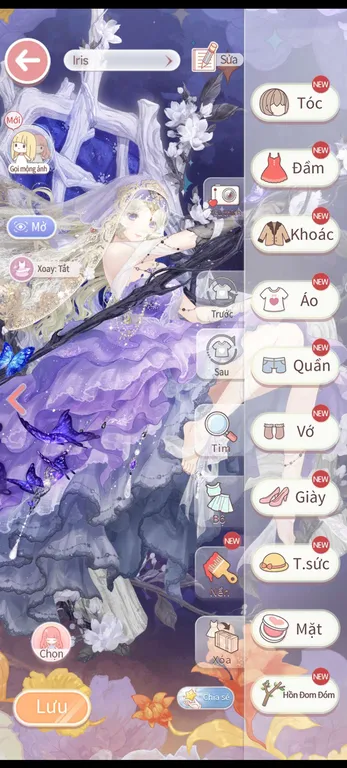 Iris
Sửa
NEW
Tóc
Mới
Gọi mộng ảnh
NEW
Đầm
Mở
NEW
Khoác
Xoay: Tắt
NEW
Áo
Trước
NEW
Quần
Sau
NEW
Vớ
Tìm
NEW
Giày
Bộ
NEW
NEW
T.sức
Nền
Mặt
Chọn
Xóa
NEW
Hồn Đom Đóm
Lưu
Chia sẻ